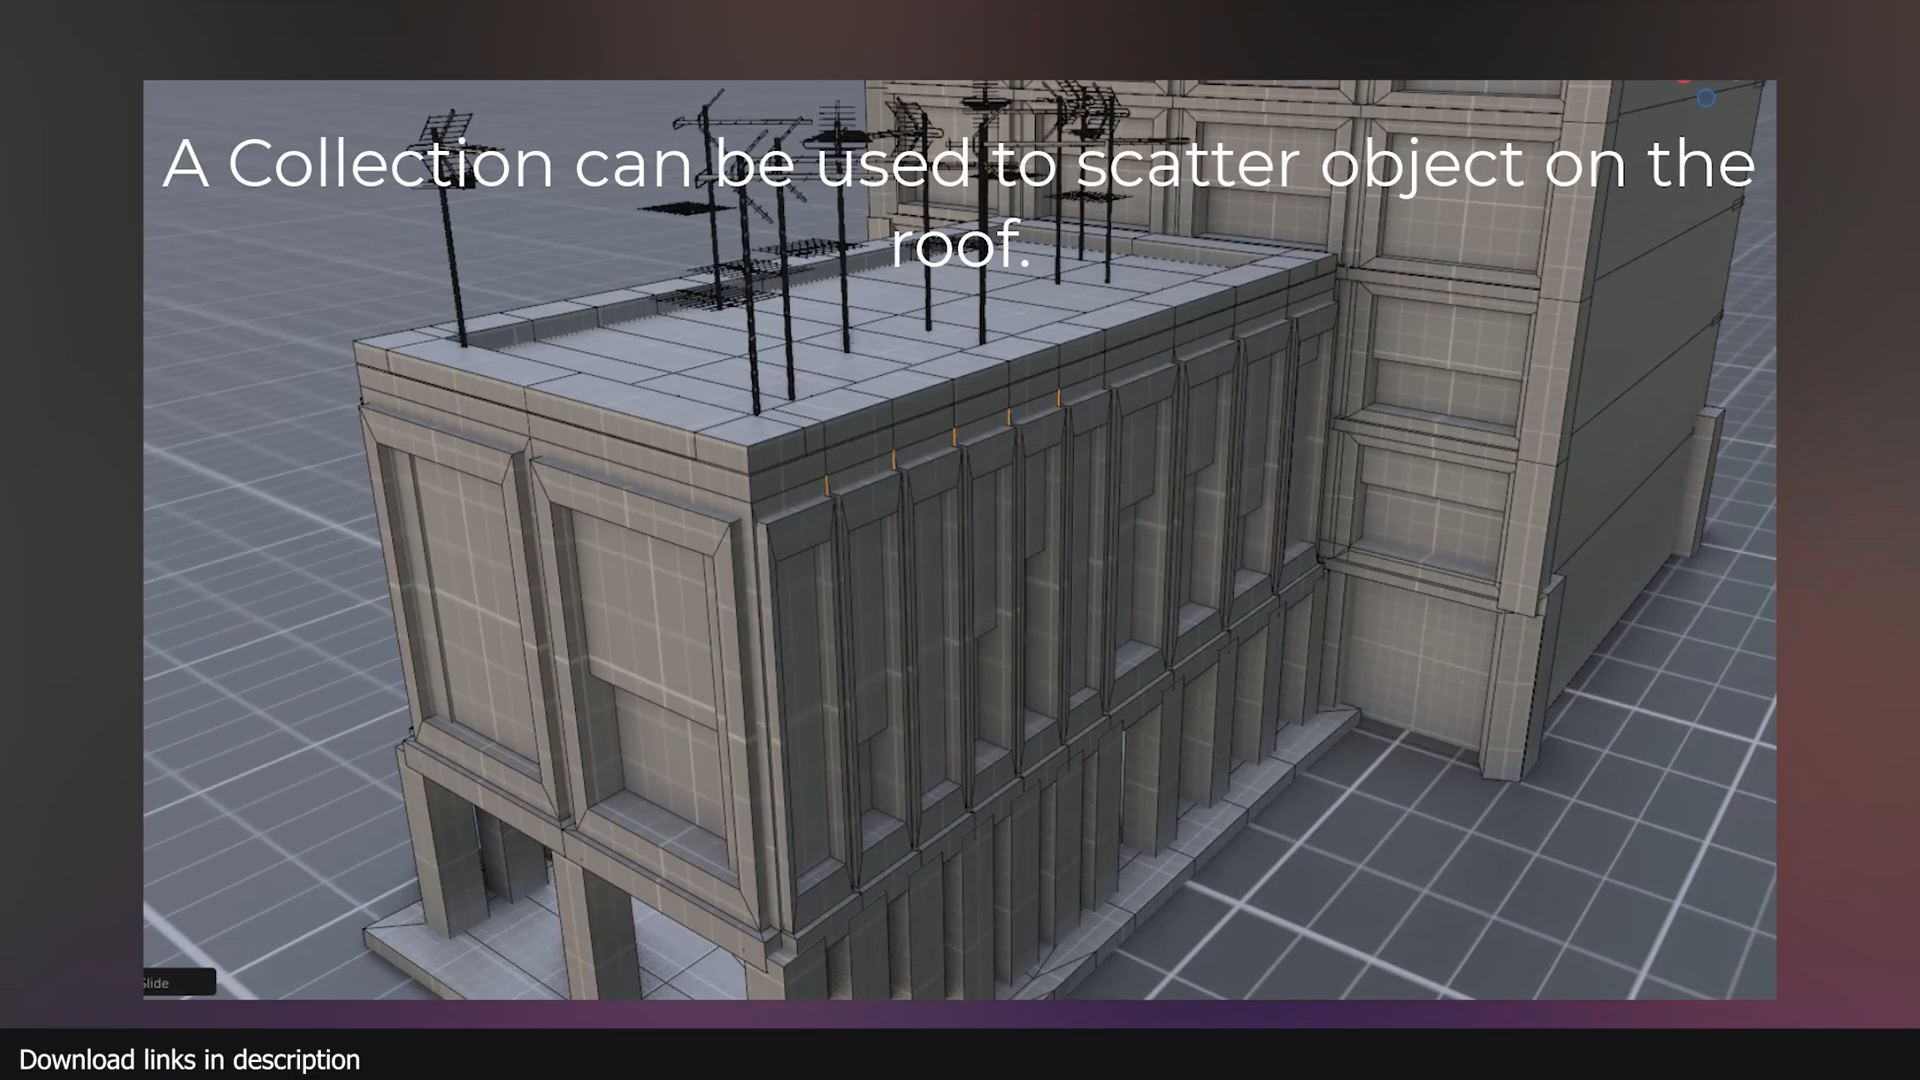 A Collection can be used to scatter object on the
roof.
Slide
Download links in description